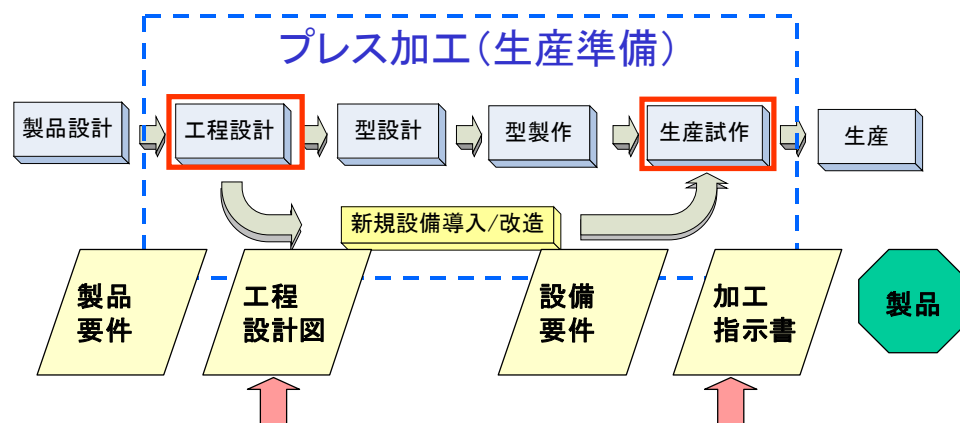 プレス加工(生産準備)
製品設計
工程設計
型設計
型製作
生産試作
生産
新規設備導入/改造
製品
要件
工程
設計図
設備
要件
加工
指示書
製品